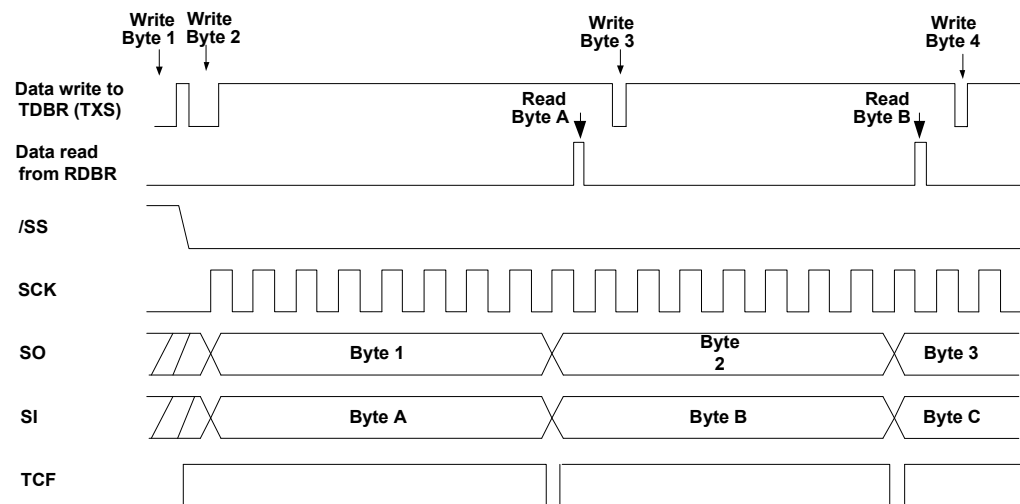 Write
Byte 1
Write
Byte 2
Write
Byte 3
Write
Byte 4
Data write to
TDBR (TXS)
Read
Byte A
Read
Byte B
Data read
from RDBR
/SS
SCK
SO
Byte 1
Byte
2
Byte 3
SI
Byte A
Byte B
Byte C
TCF